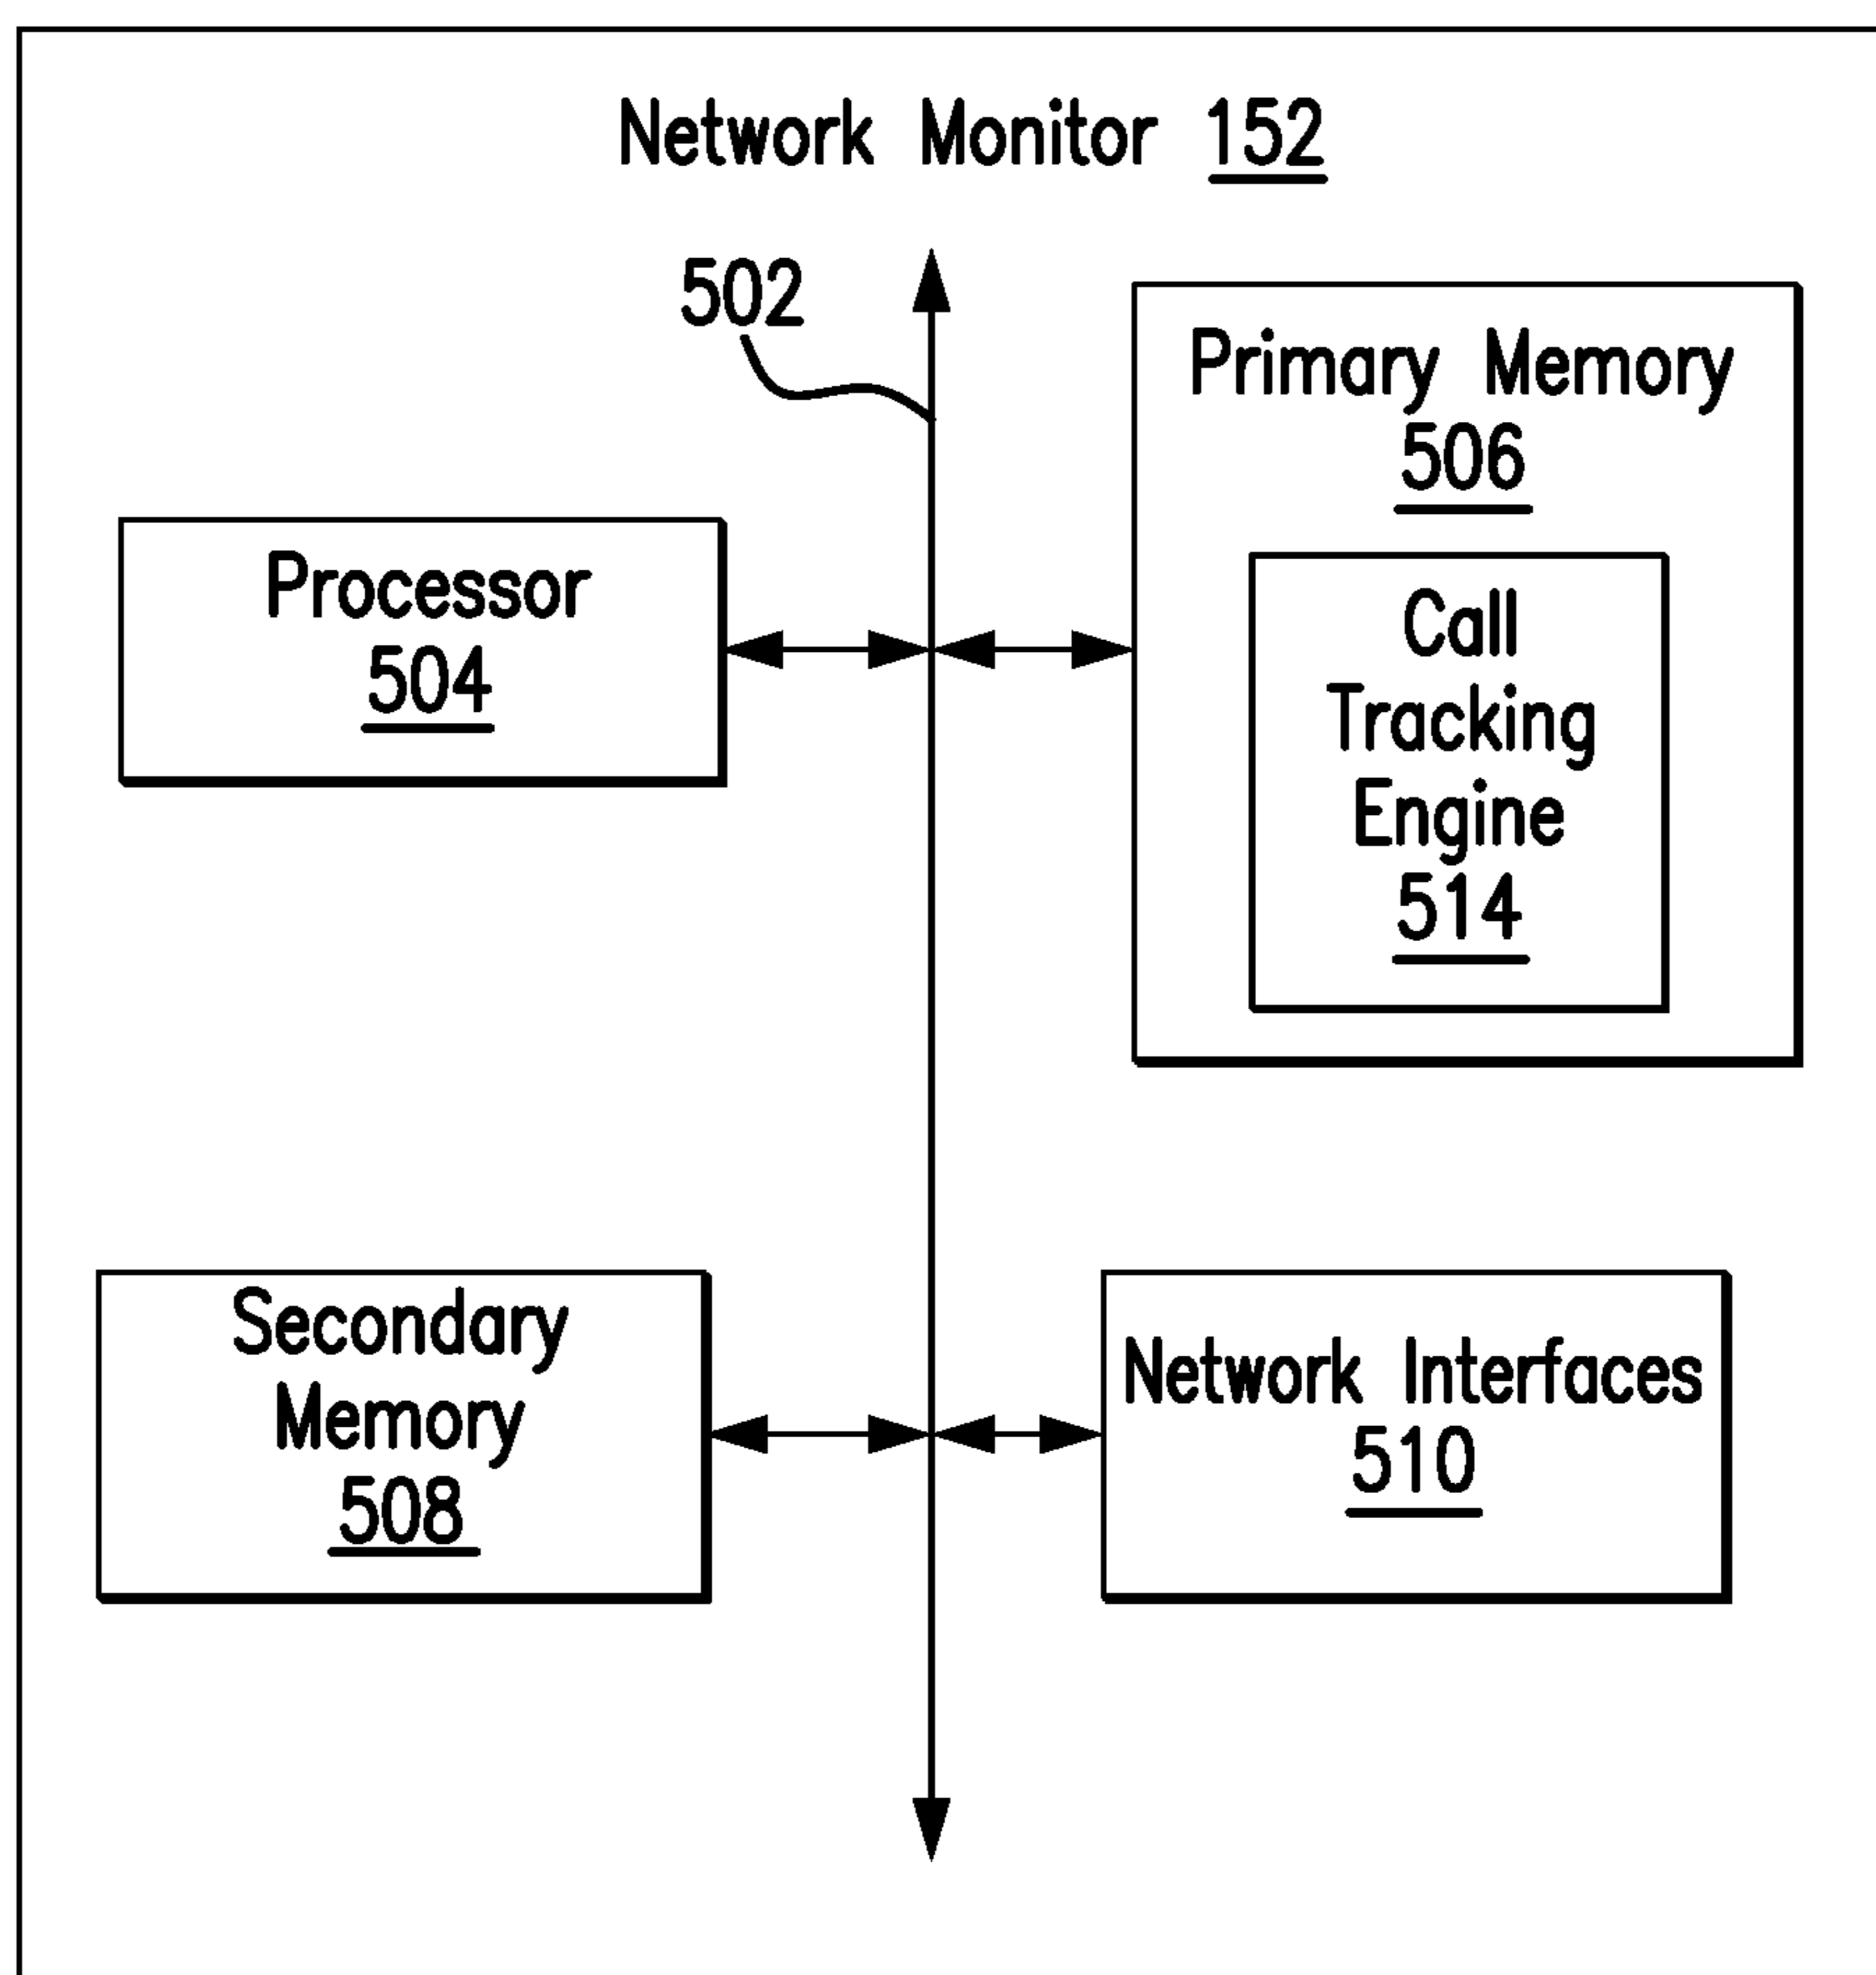 Network Monitor 152
502
Primary Memory
506
Processor
504
Call
Tracking
Engine
514
Secondary
Memory
508
Network Interfaces
510